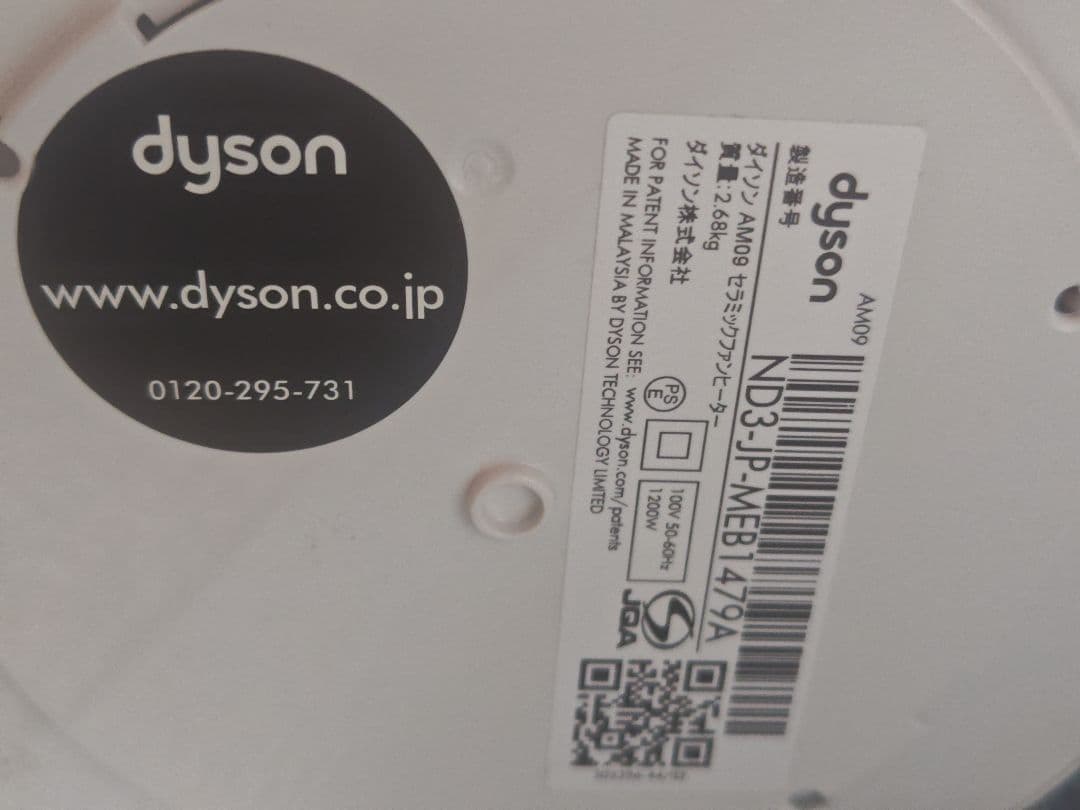 dyson
www.dyson.co.jp
0120-295-731
dyson
AM09
製造番号
ND3-JP-MEB1479A
ダイソン AM09 セラミックファンヒーター
質量:2.68kg
ダイソン株式会社
FOR PATENT INFORMATION SEE: www.dyson.com/patents
MADE IN MALAYSIA BY DYSON TECHNOLOGY LIMITED
PS
E
100V 50-60Hz
1200W
JQA